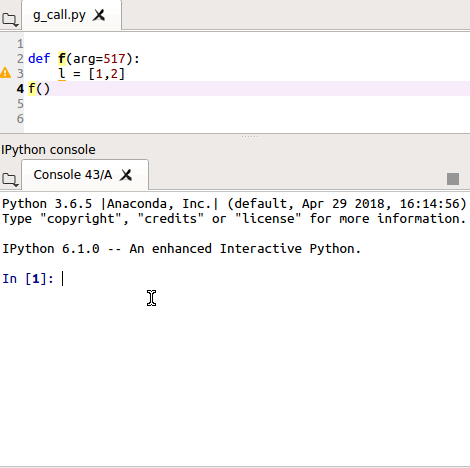 g_call.py
1
2 def f(arg=517):
3     l = [1,2]
4 f()
5
6
IPython console
Console 43/A
Python 3.6.5 |Anaconda, Inc.| (default, Apr 29 2018, 16:14:56)
Type "copyright", "credits" or "license" for more information.
IPython 6.1.0 -- An enhanced Interactive Python.
In [1]: